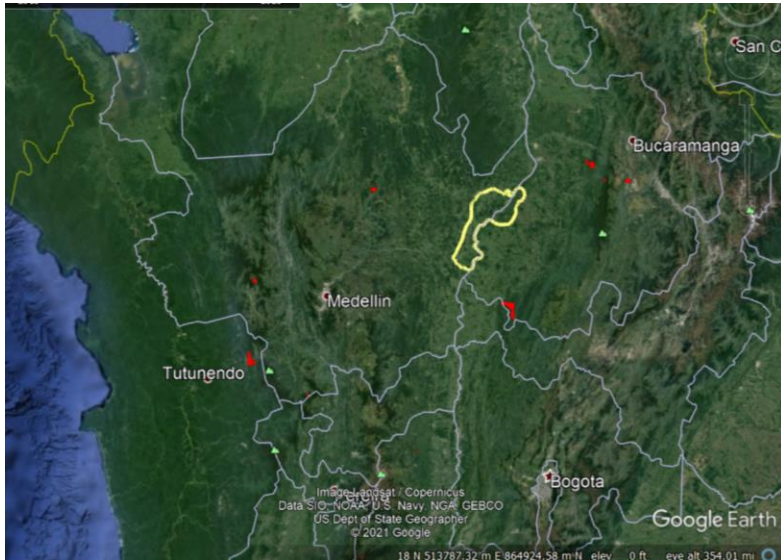 San C
Bucaramanga
Medellin
Tutunendo
Bogota
Image Landsat / Copernicus
Data SIO, NOAA, U.S. Navy, NGA, GEBCO
US Dept of State Geographer
© 2021 Google
Google Earth
18 N 513787.32 m E 864924.58 m N elev 0 ft eye alt 354.01 mi